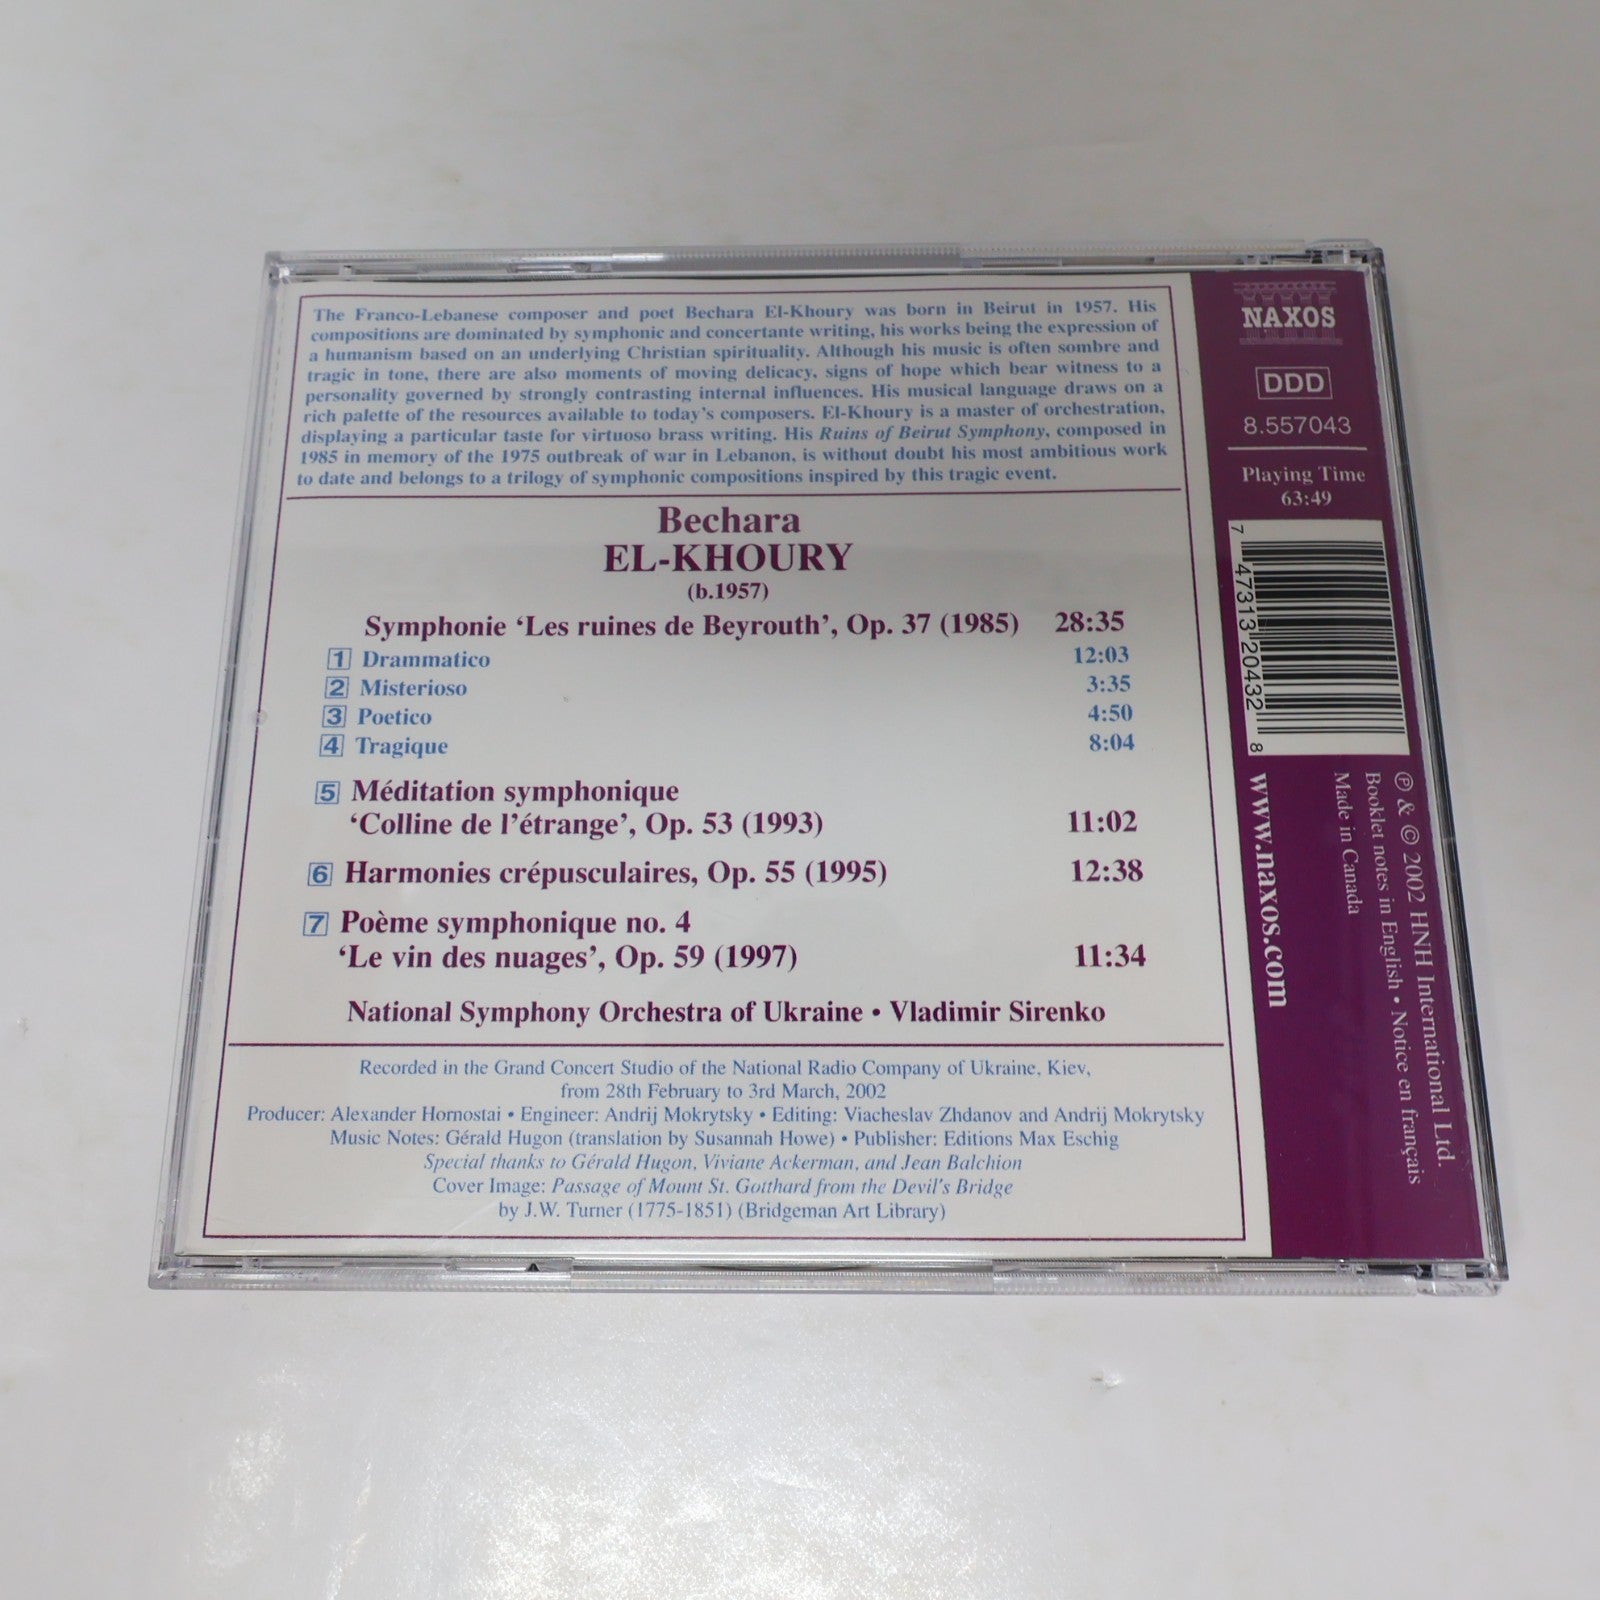 The Franco-Lebanese composer and poet Bechara El-Khoury was born in Beirut in 1957. His
compositions are dominated by symphonic and concertante writing, his works being the expression of
a humanism based on an underlying Christian spirituality. Although his music is often sombre and
tragic in tone, there are also moments of moving delicacy, signs of hope which bear witness to a
personality governed by strongly contrasting internal influences. His musical language draws on a
rich palette of the resources available to today's composers. El-Khoury is a master of orchestration,
displaying a particular taste for virtuoso brass writing. His Ruins of Beirut Symphony, composed in
1985 in memory of the 1975 outbreak of war in Lebanon, is without doubt his most ambitious work
to date and belongs to a trilogy of symphonic compositions inspired by this tragic event.
Bechara
EL-KHOURY
(b.1957)
Symphonie ‘Les ruines de Beyrouth’, Op. 37 (1985) 28:35
1 Drammatico 12:03
2 Misterioso 3:35
3 Poetico 4:50
4 Tragique 8:04
5 Méditation symphonique
‘Colline de l’étrange’, Op. 53 (1993) 11:02
6 Harmonies crépusculaires, Op. 55 (1995) 12:38
7 Poème symphonique no. 4
‘Le vin des nuages’, Op. 59 (1997) 11:34
National Symphony Orchestra of Ukraine • Vladimir Sirenko
Recorded in the Grand Concert Studio of the National Radio Company of Ukraine, Kiev,
from 28th February to 3rd March, 2002
Producer: Alexander Hornostai • Engineer: Andrij Mokrytsky • Editing: Viacheslav Zhdanov and Andrij Mokrytsky
Music Notes: Gérald Hugon (translation by Susannah Howe) • Publisher: Editions Max Eschig
Special thanks to Gérald Hugon, Viviane Ackerman, and Jean Balchion
Cover Image: Passage of Mount St. Gotthard from the Devil's Bridge
by J.W. Turner (1775-1851) (Bridgeman Art Library)
NAXOS
DDD
8.557043
Playing Time
63:49
7 47313 20432 8
℗ & © 2002 HNH International Ltd.
Booklet notes in English • Notice en français
Made in Canada
www.naxos.com